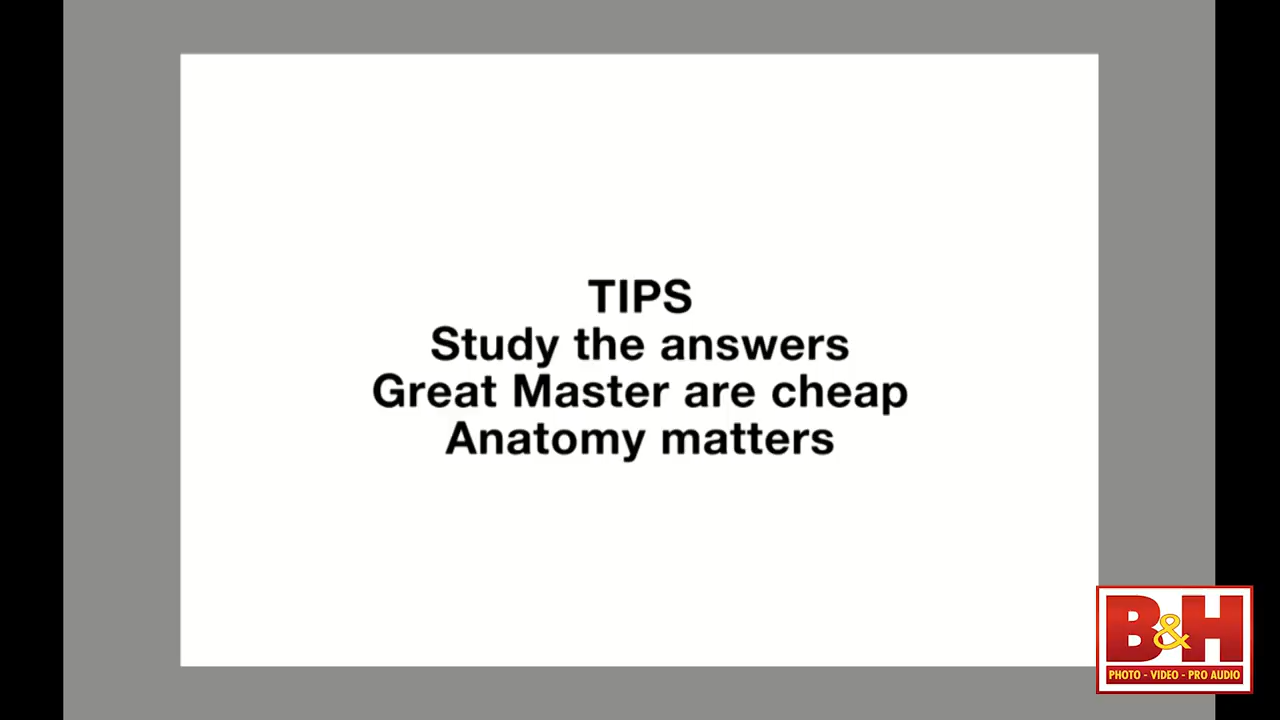 TIPS
Study the answers
Great Master are cheap
Anatomy matters
B&H
PHOTO - VIDEO - PRO AUDIO